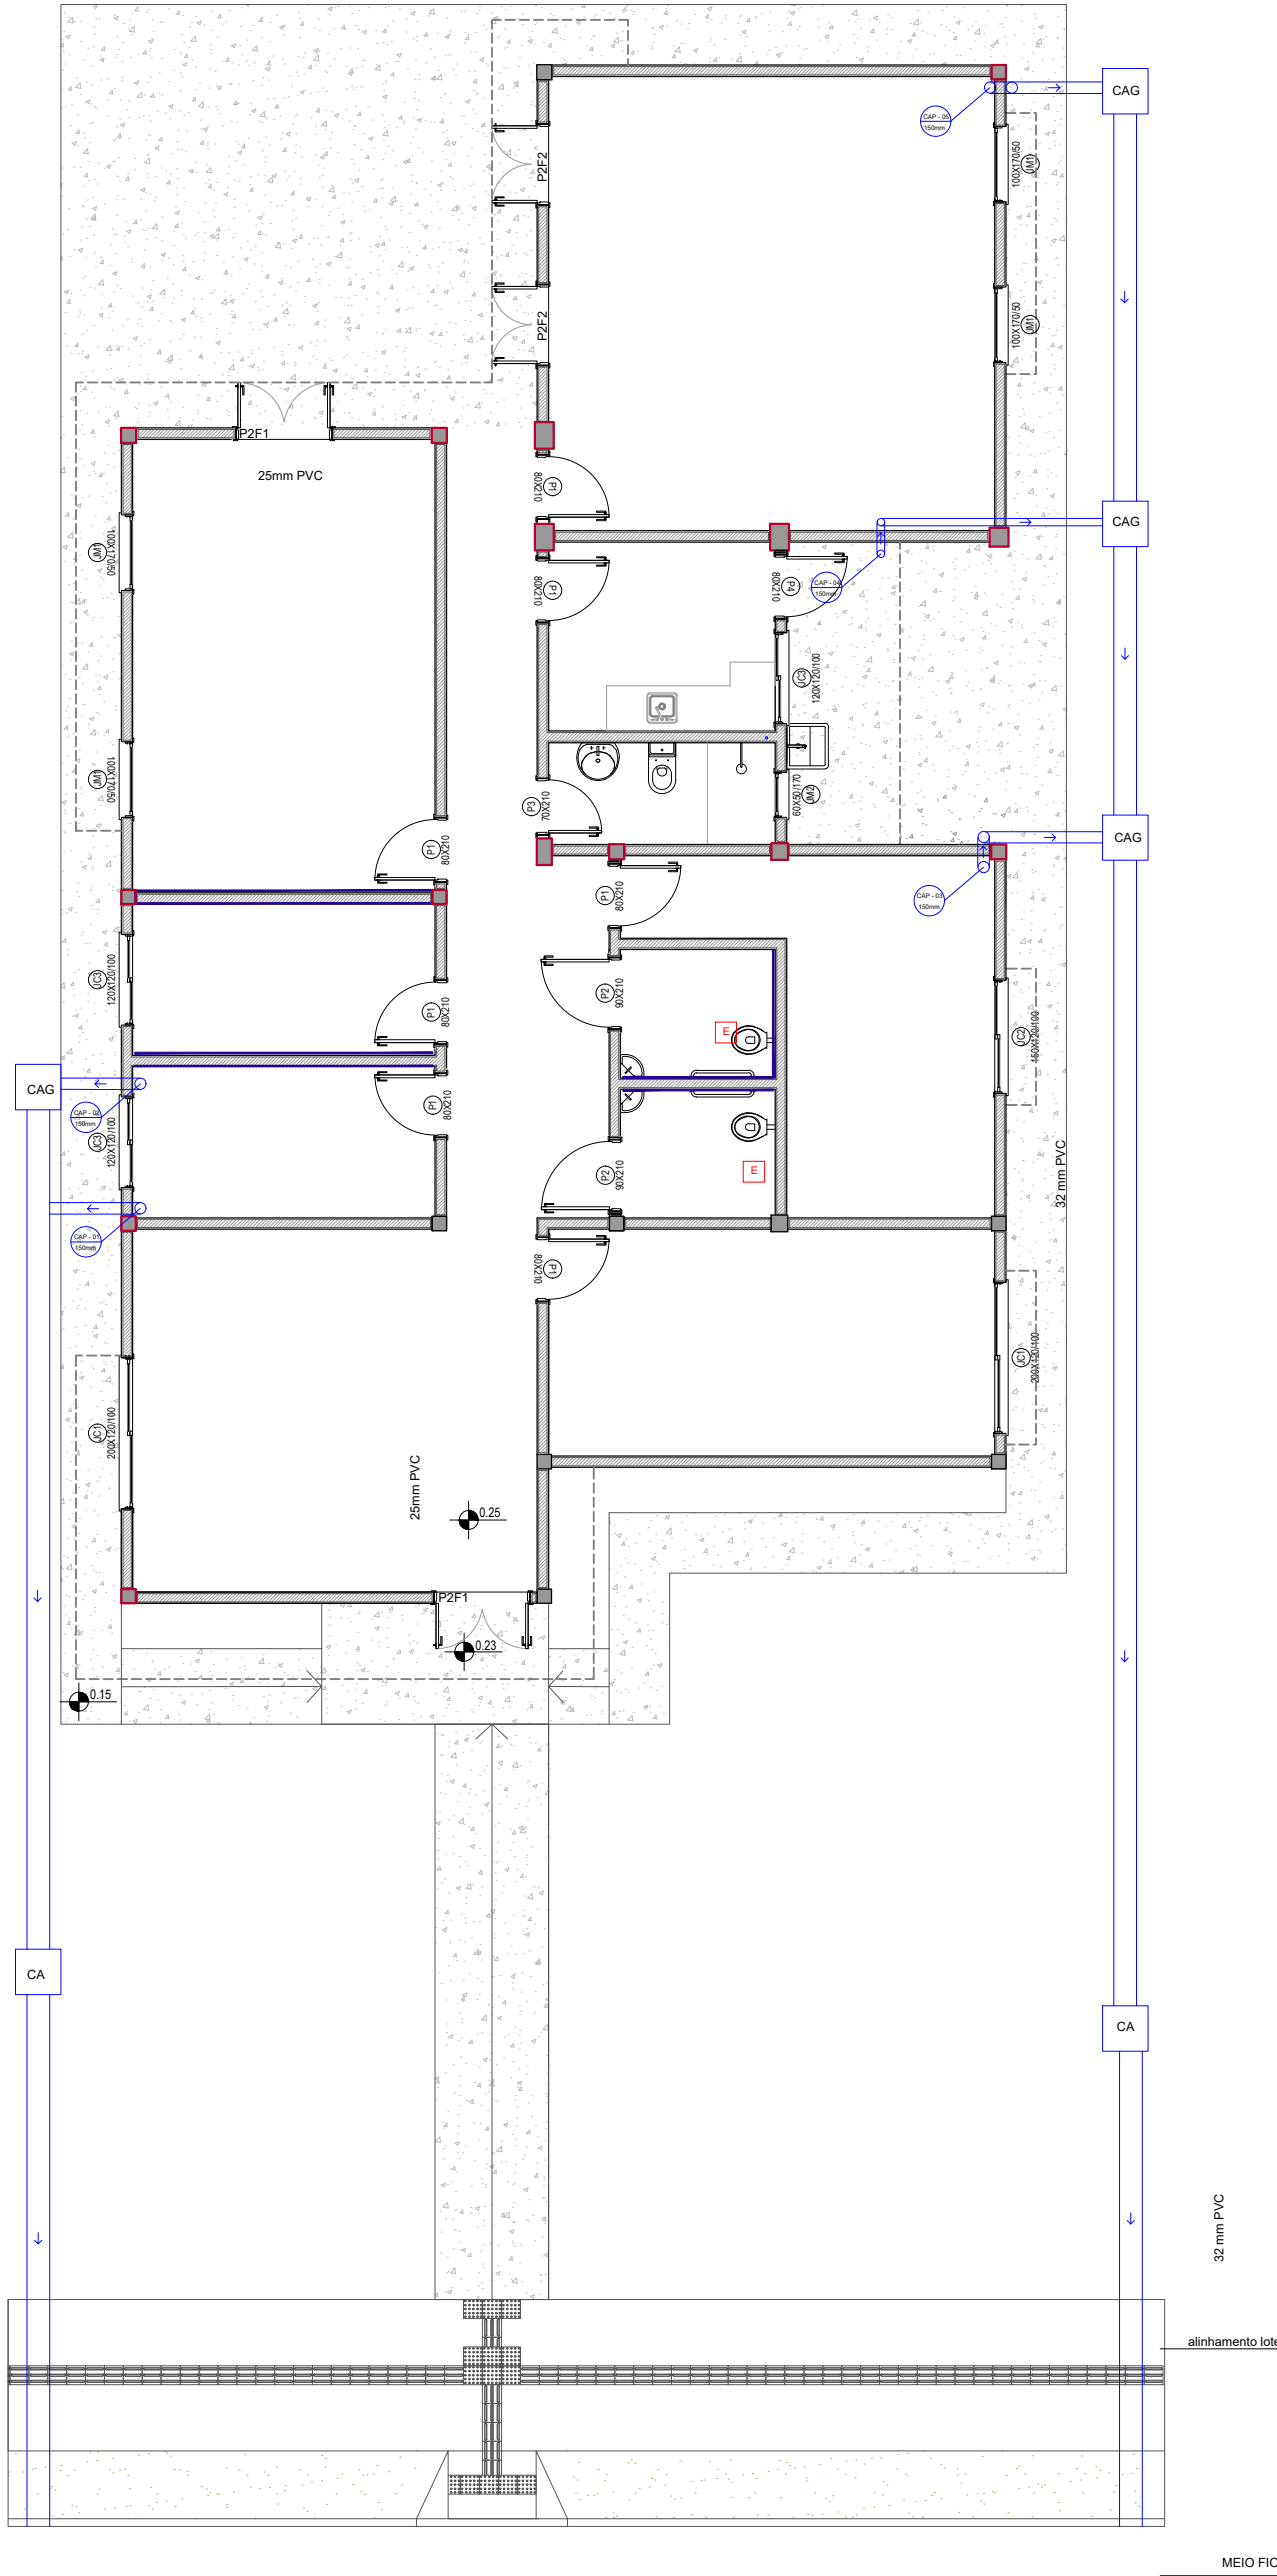 CAG
CAP - 05
150mm
P2F2
100X170/50
JM1
P2F2
100X170/50
JM1
P2F1
25mm PVC
80X210
P1
CAG
100X170/50
JM1
80X210
P1
80X210
P4
CAP - 04
150mm
JC3
120X120/100
100X170/50
JM1
60X50/170
JM2
P3
70X210
CAG
P1
80X210
P1
80X210
CAP - 03
150mm
JC3
120X120/100
P1
80X210
P2
90X210
E
JC2
150X120/100
CAG
CAP - 02
150mm
JC3
120X120/100
P1
80X210
P2
90X210
E
32 mm PVC
CAP - 01
150mm
80X210
P1
JC1
200X120/100
JC1
200X120/100
25mm PVC
0.25
P2F1
0.23
0.15
CA
CA
32 mm PVC
alinhamento lote
MEIO FIO